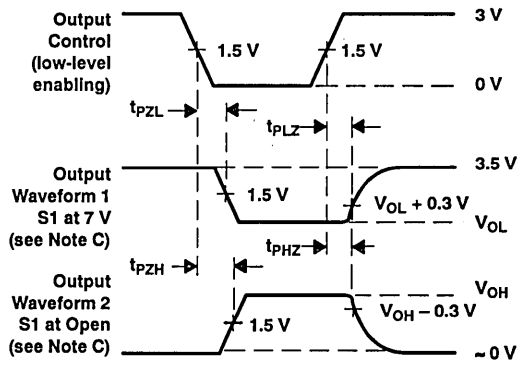 Output
Control
(low-level
enabling)
1.5 V
1.5 V
3 V
0 V
tPZL
tPLZ
Output
Waveform 1
S1 at 7 V
(see Note C)
1.5 V
3.5 V
VOL + 0.3 V
VOL
tPHZ
tPZH
Output
Waveform 2
S1 at Open
(see Note C)
1.5 V
VOH
VOH – 0.3 V
~ 0 V